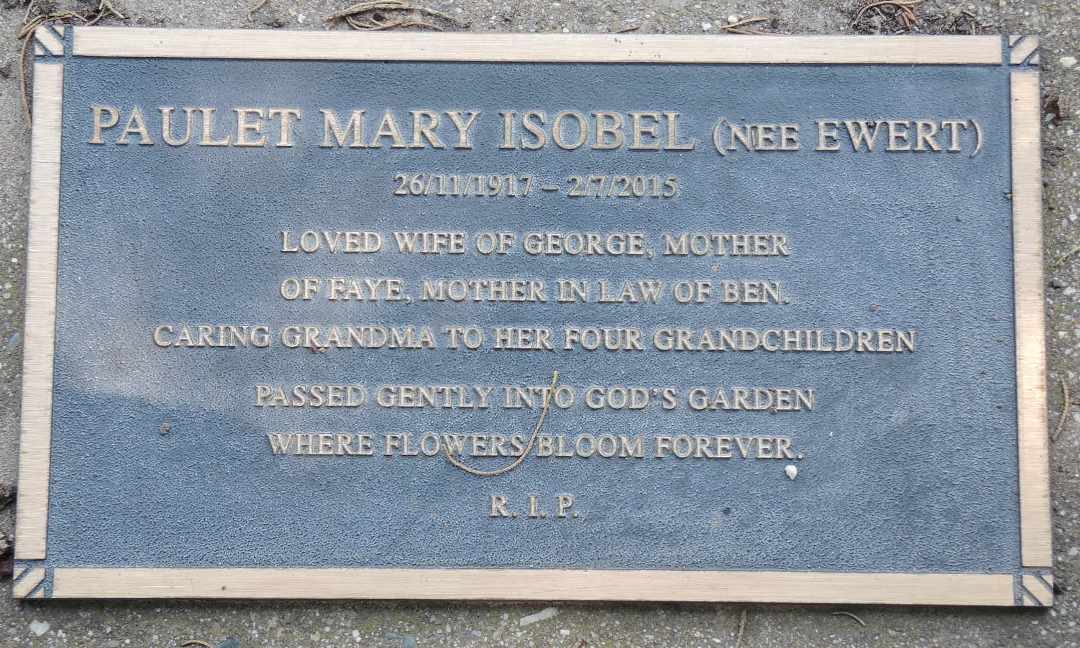 PAULET MARY ISOBEL (NEE EWERT)
26/11/1917 – 2/7/2015
LOVED WIFE OF GEORGE, MOTHER
OF FAYE, MOTHER IN LAW OF BEN.
CARING GRANDMA TO HER FOUR GRANDCHILDREN
PASSED GENTLY INTO GOD'S GARDEN
WHERE FLOWERS BLOOM FOREVER.
R. I. P.